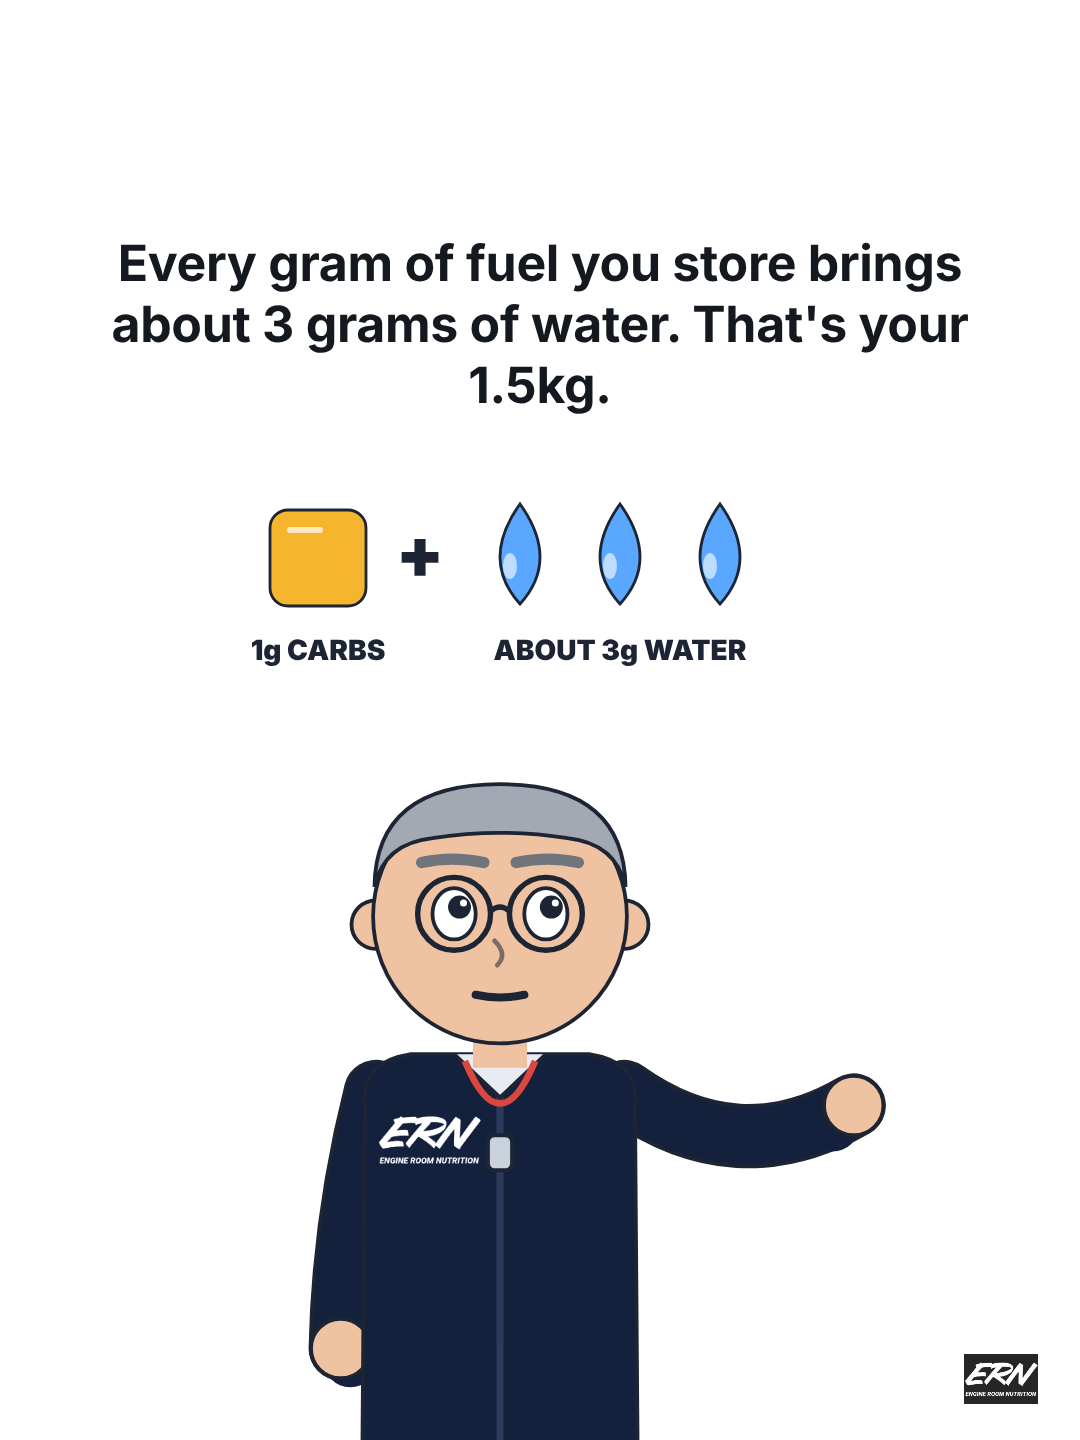 Every gram of fuel you store brings
about 3 grams of water. That's your
1.5kg.
1g CARBS
ABOUT 3g WATER
ERN
ENGINE ROOM NUTRITION
ERN
ENGINE ROOM NUTRITION